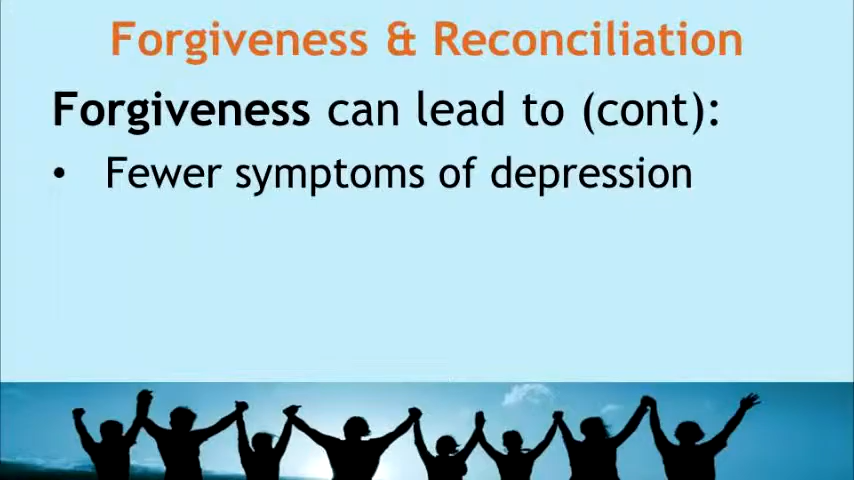 Forgiveness & Reconciliation
Forgiveness can lead to (cont):
• Fewer symptoms of depression